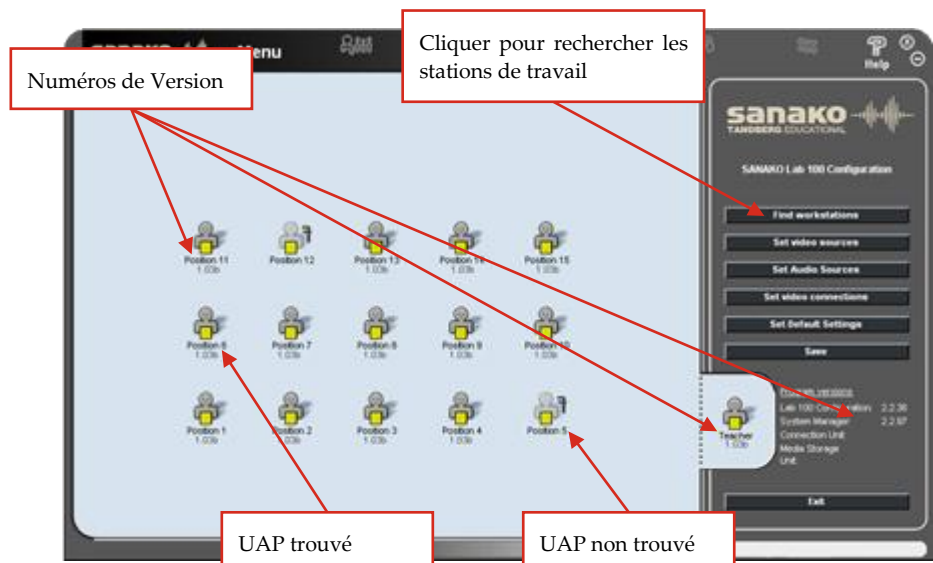 Menu
Cliquer pour rechercher les
stations de travail
Help
Numéros de Version
sanako
TANDBERG EDUCATIONAL
SANAKO Lab 100 Configuration
Find workstations
Set video sources
Set Audio Sources
Set video connections
Set Default Settings
Save
Position 11
1.03b
Position 12
Position 13
1.03b
Position 14
1.03b
Position 15
1.03b
Position 6
1.03b
Position 7
1.03b
Position 8
1.03b
Position 9
1.03b
Position 10
1.03b
Position 1
1.03b
Position 2
1.03b
Position 3
1.03b
Position 4
1.03b
Position 5
Teacher
1.03b
Lab 100 Configuration 2.2.38
System Manager 2.2.97
Connection Unit
Media Storage
Unit
Exit
UAP trouvé
UAP non trouvé